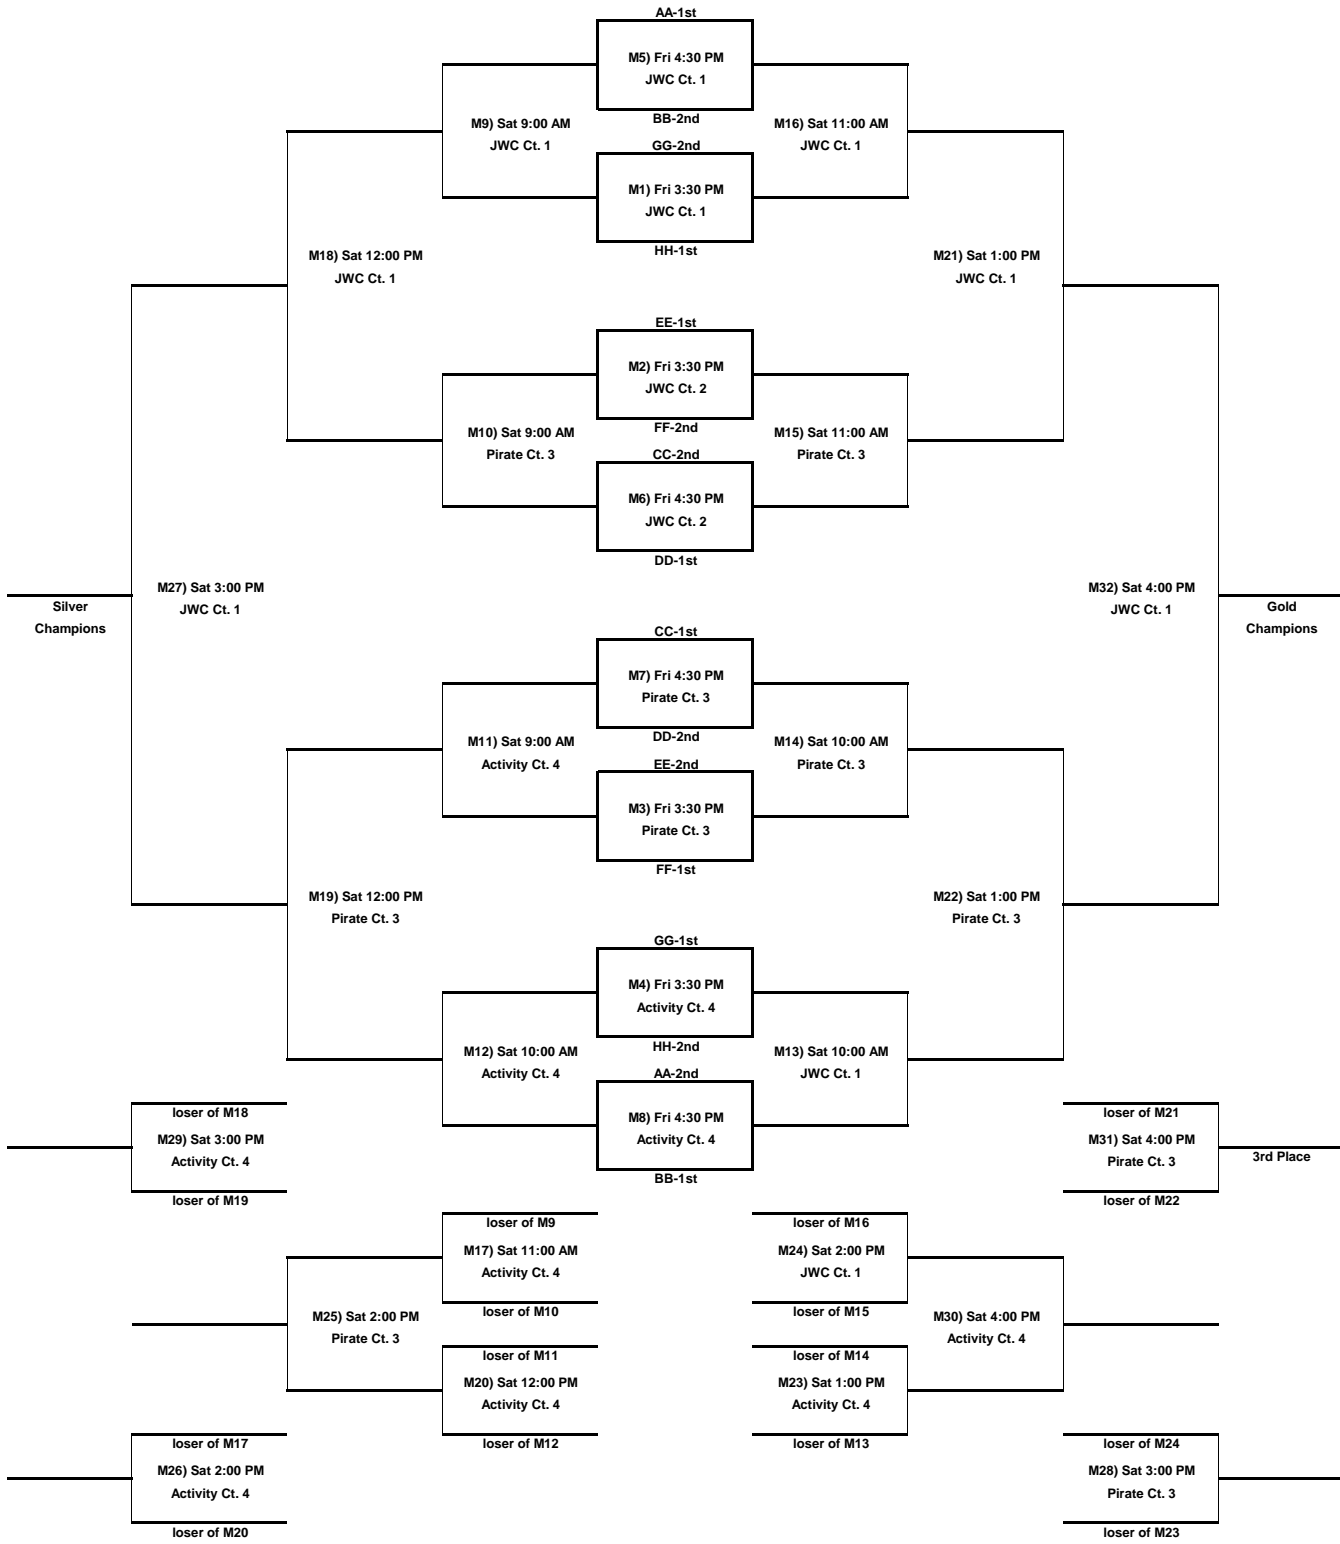 AA-1st
M5) Fri 4:30 PM
JWC Ct. 1
M9) Sat 9:00 AM
JWC Ct. 1
BB-2nd
M16) Sat 11:00 AM
JWC Ct. 1
GG-2nd
M1) Fri 3:30 PM
JWC Ct. 1
HH-1st
M18) Sat 12:00 PM
JWC Ct. 1
M21) Sat 1:00 PM
JWC Ct. 1
EE-1st
M2) Fri 3:30 PM
JWC Ct. 2
FF-2nd
M10) Sat 9:00 AM
Pirate Ct. 3
M15) Sat 11:00 AM
Pirate Ct. 3
CC-2nd
M6) Fri 4:30 PM
JWC Ct. 2
DD-1st
M27) Sat 3:00 PM
JWC Ct. 1
M32) Sat 4:00 PM
JWC Ct. 1
Silver
Champions
Gold
Champions
CC-1st
M7) Fri 4:30 PM
Pirate Ct. 3
DD-2nd
M11) Sat 9:00 AM
Activity Ct. 4
M14) Sat 10:00 AM
Pirate Ct. 3
EE-2nd
M3) Fri 3:30 PM
Pirate Ct. 3
FF-1st
M19) Sat 12:00 PM
Pirate Ct. 3
M22) Sat 1:00 PM
Pirate Ct. 3
GG-1st
M4) Fri 3:30 PM
Activity Ct. 4
HH-2nd
M12) Sat 10:00 AM
Activity Ct. 4
M13) Sat 10:00 AM
JWC Ct. 1
AA-2nd
M8) Fri 4:30 PM
Activity Ct. 4
BB-1st
loser of M18
M29) Sat 3:00 PM
Activity Ct. 4
loser of M19
loser of M21
M31) Sat 4:00 PM
Pirate Ct. 3
3rd Place
loser of M22
loser of M9
M17) Sat 11:00 AM
Activity Ct. 4
loser of M10
loser of M16
M24) Sat 2:00 PM
JWC Ct. 1
loser of M15
M25) Sat 2:00 PM
Pirate Ct. 3
M30) Sat 4:00 PM
Activity Ct. 4
loser of M11
M20) Sat 12:00 PM
Activity Ct. 4
loser of M12
loser of M14
M23) Sat 1:00 PM
Activity Ct. 4
loser of M13
loser of M17
M26) Sat 2:00 PM
Activity Ct. 4
loser of M20
loser of M24
M28) Sat 3:00 PM
Pirate Ct. 3
loser of M23